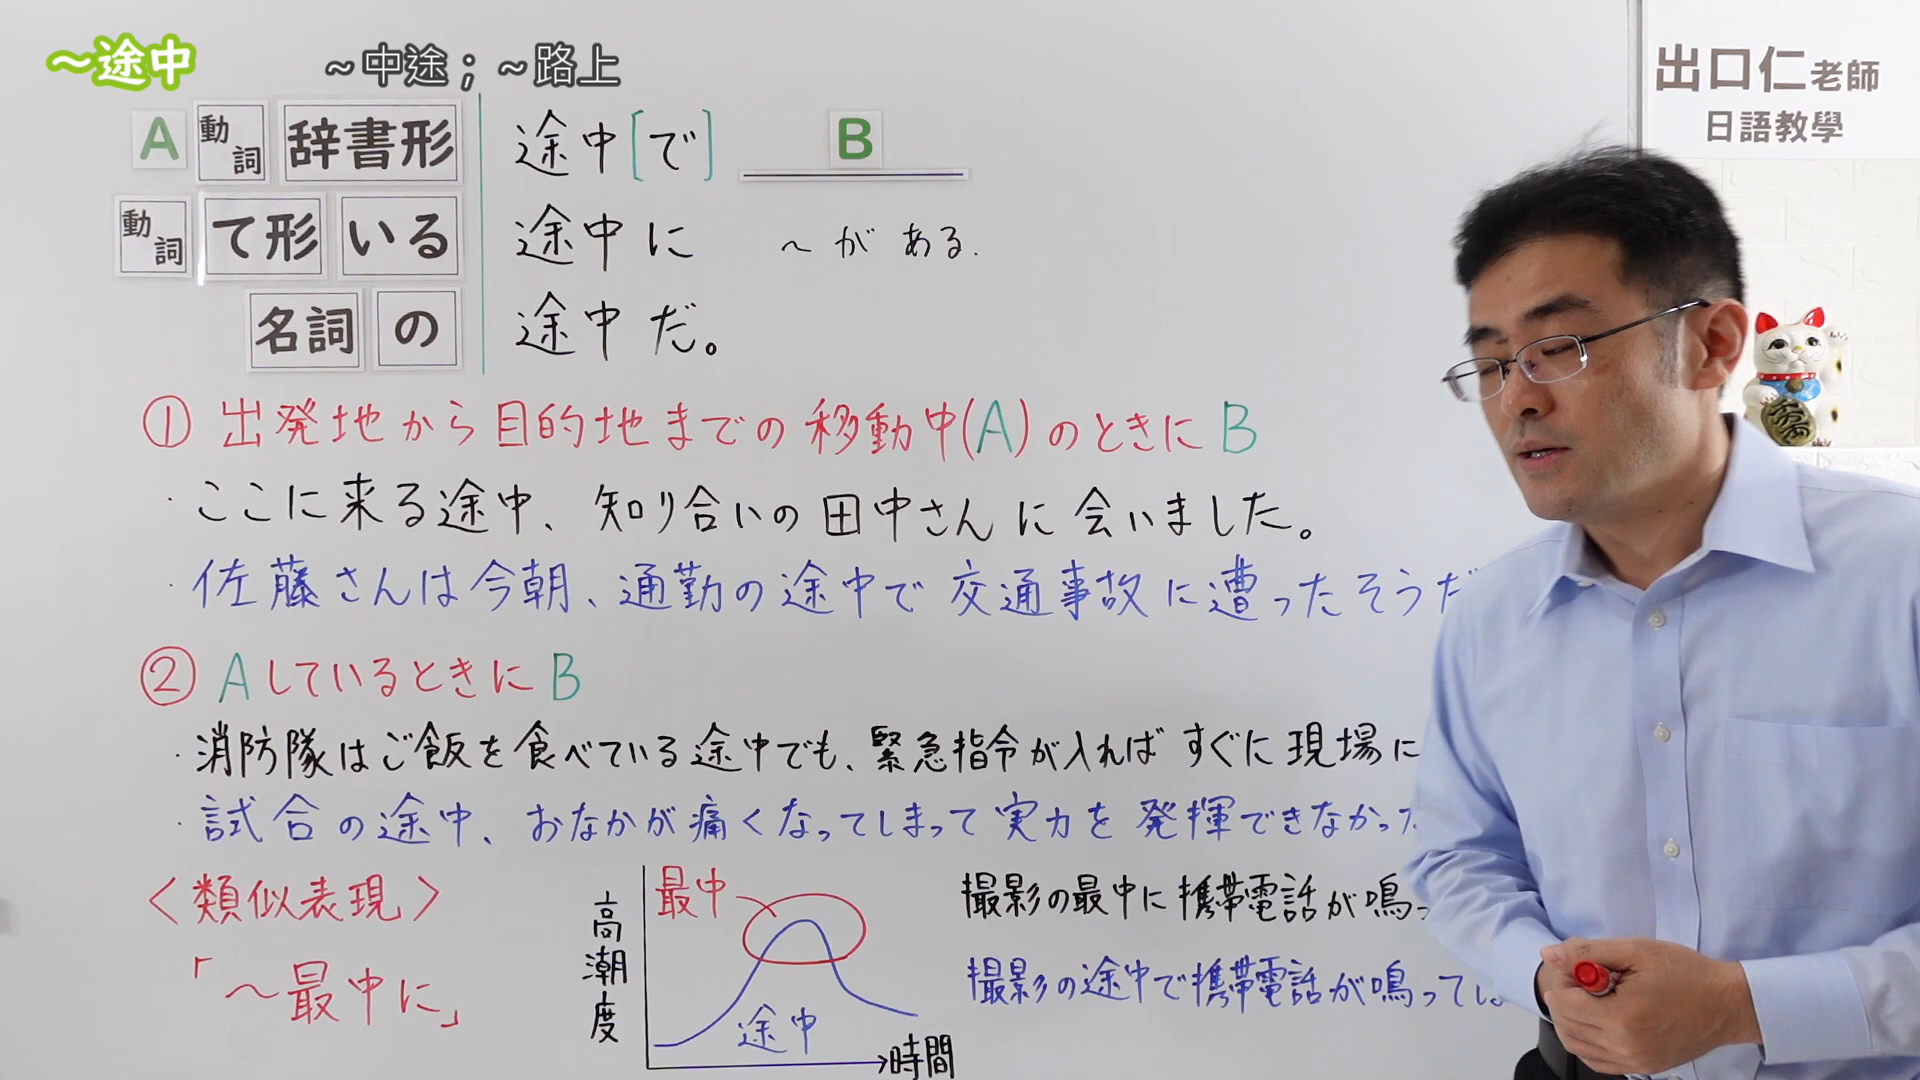 ～途中　～中途；～路上
出口仁老師
日語教學
A 動詞 辞書形 途中[で] B
動詞 て形 いる 途中に ～がある.
名詞 の 途中だ。
① 出発地から目的地までの移動中(A)のときにB
・ここに来る途中、知り合いの田中さんに会いました。
・佐藤さんは今朝、通勤の途中で交通事故に遭ったそうだ
② AしているときにB
・消防隊はご飯を食べている途中でも、緊急指令が入ればすぐに現場に
・試合の途中、おなかが痛くなってしまって実力を発揮できなかった
〈類似表現〉
「～最中に」
高潮度
最中
途中
時間
撮影の最中に携帯電話が鳴っ
撮影の途中で携帯電話が鳴ってし